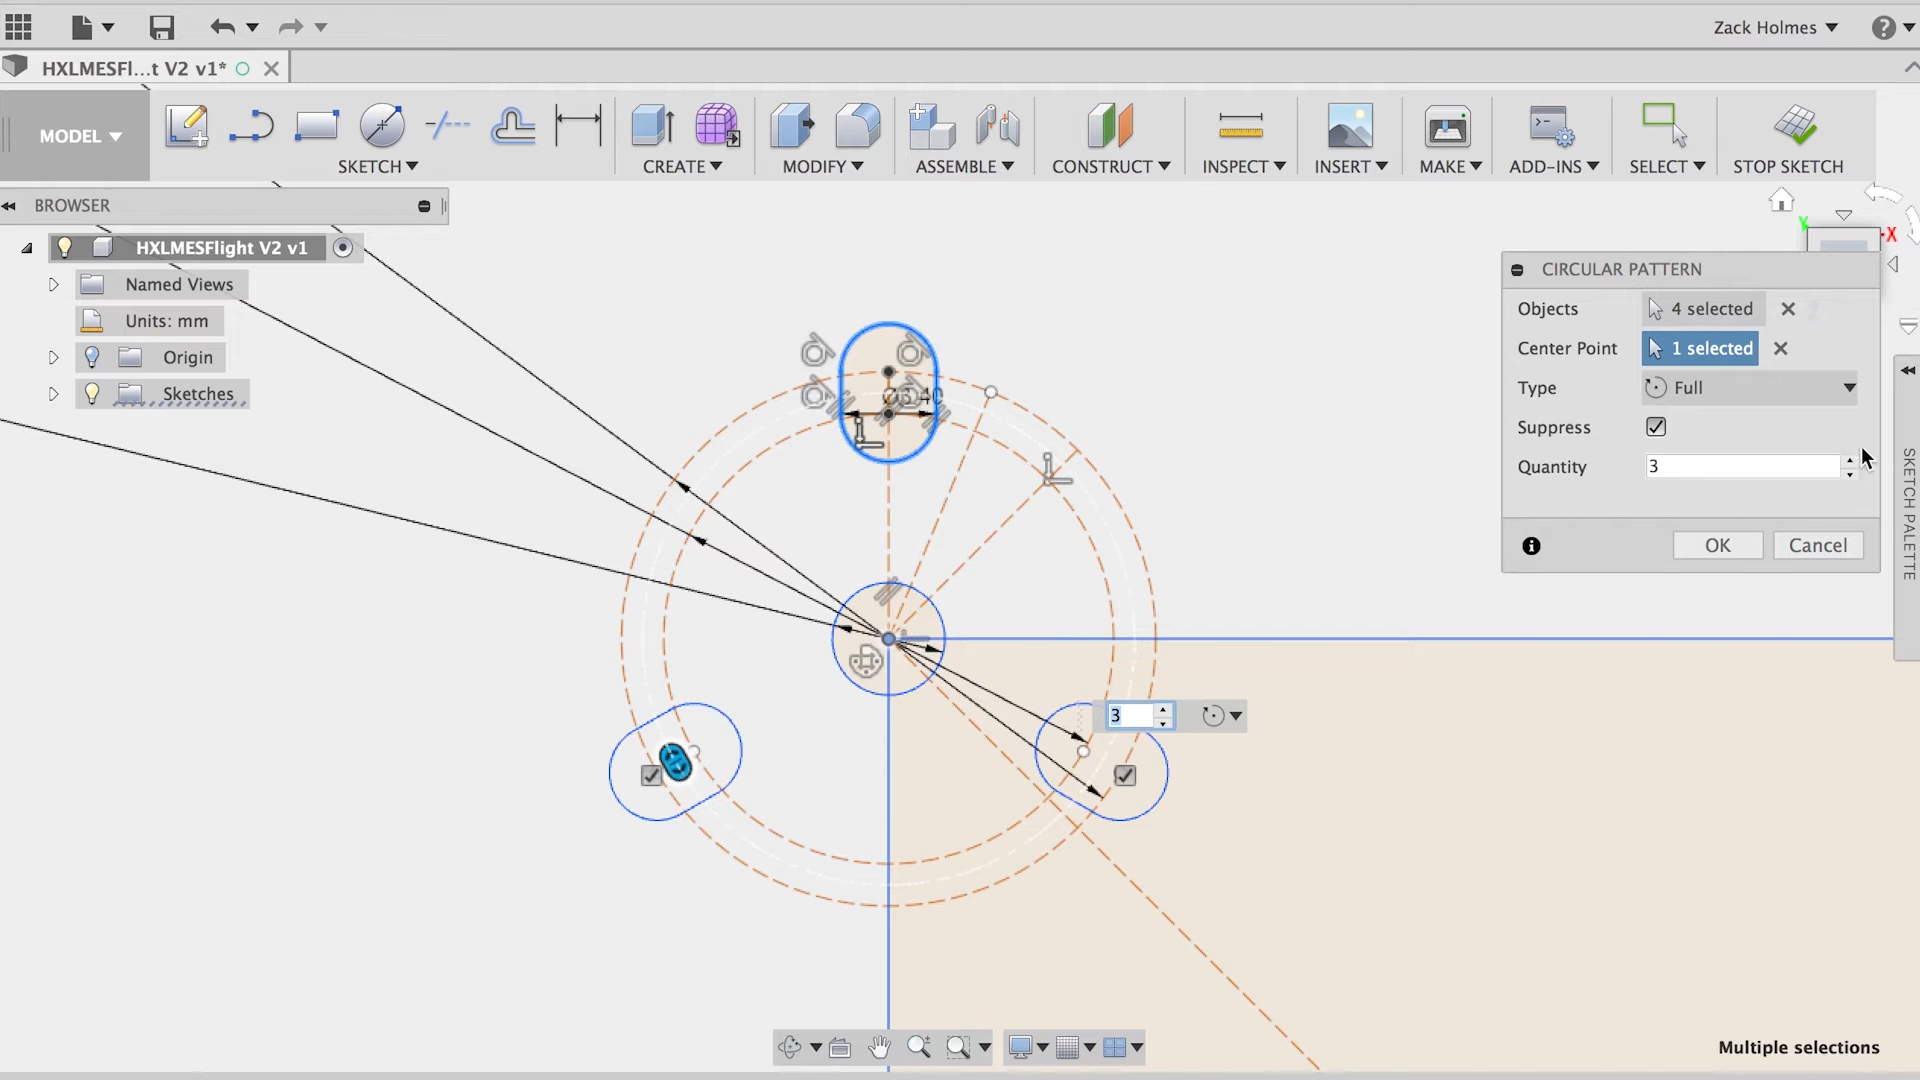 Zack Holmes
?
HXLMESFl...t V2 v1*
MODEL
SKETCH
CREATE
MODIFY
ASSEMBLE
CONSTRUCT
INSPECT
INSERT
MAKE
ADD-INS
SELECT
STOP SKETCH
BROWSER
HXLMESFlight V2 v1
Named Views
Units: mm
Origin
Sketches
Y
X
CIRCULAR PATTERN
Objects 4 selected
Center Point 1 selected
Type Full
Suppress
Quantity 3
OK Cancel
SKETCH PALETTE
3
Multiple selections